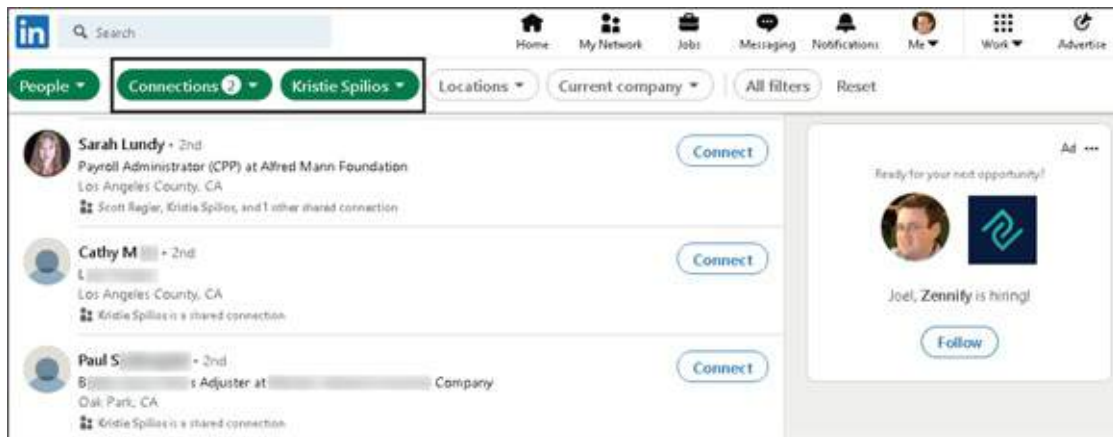 in Search
Home My Network Jobs Messaging Notifications Me Work Advertise
People Connections 2 Kristie Spilios Locations Current company All filters Reset
Sarah Lundy • 2nd
Payroll Administrator (CPP) at Alfred Mann Foundation
Los Angeles County, CA
Scott Regier, Kristie Spilios, and 1 other shared connection
Connect
Cathy M • 2nd
L
Los Angeles County, CA
Kristie Spilios is a shared connection
Connect
Paul S • 2nd
B s Adjuster at Company
Oak Park, CA
Kristie Spilios is a shared connection
Connect
Ad ...
Ready for your next opportunity?
Joel, Zennify is hiring!
Follow